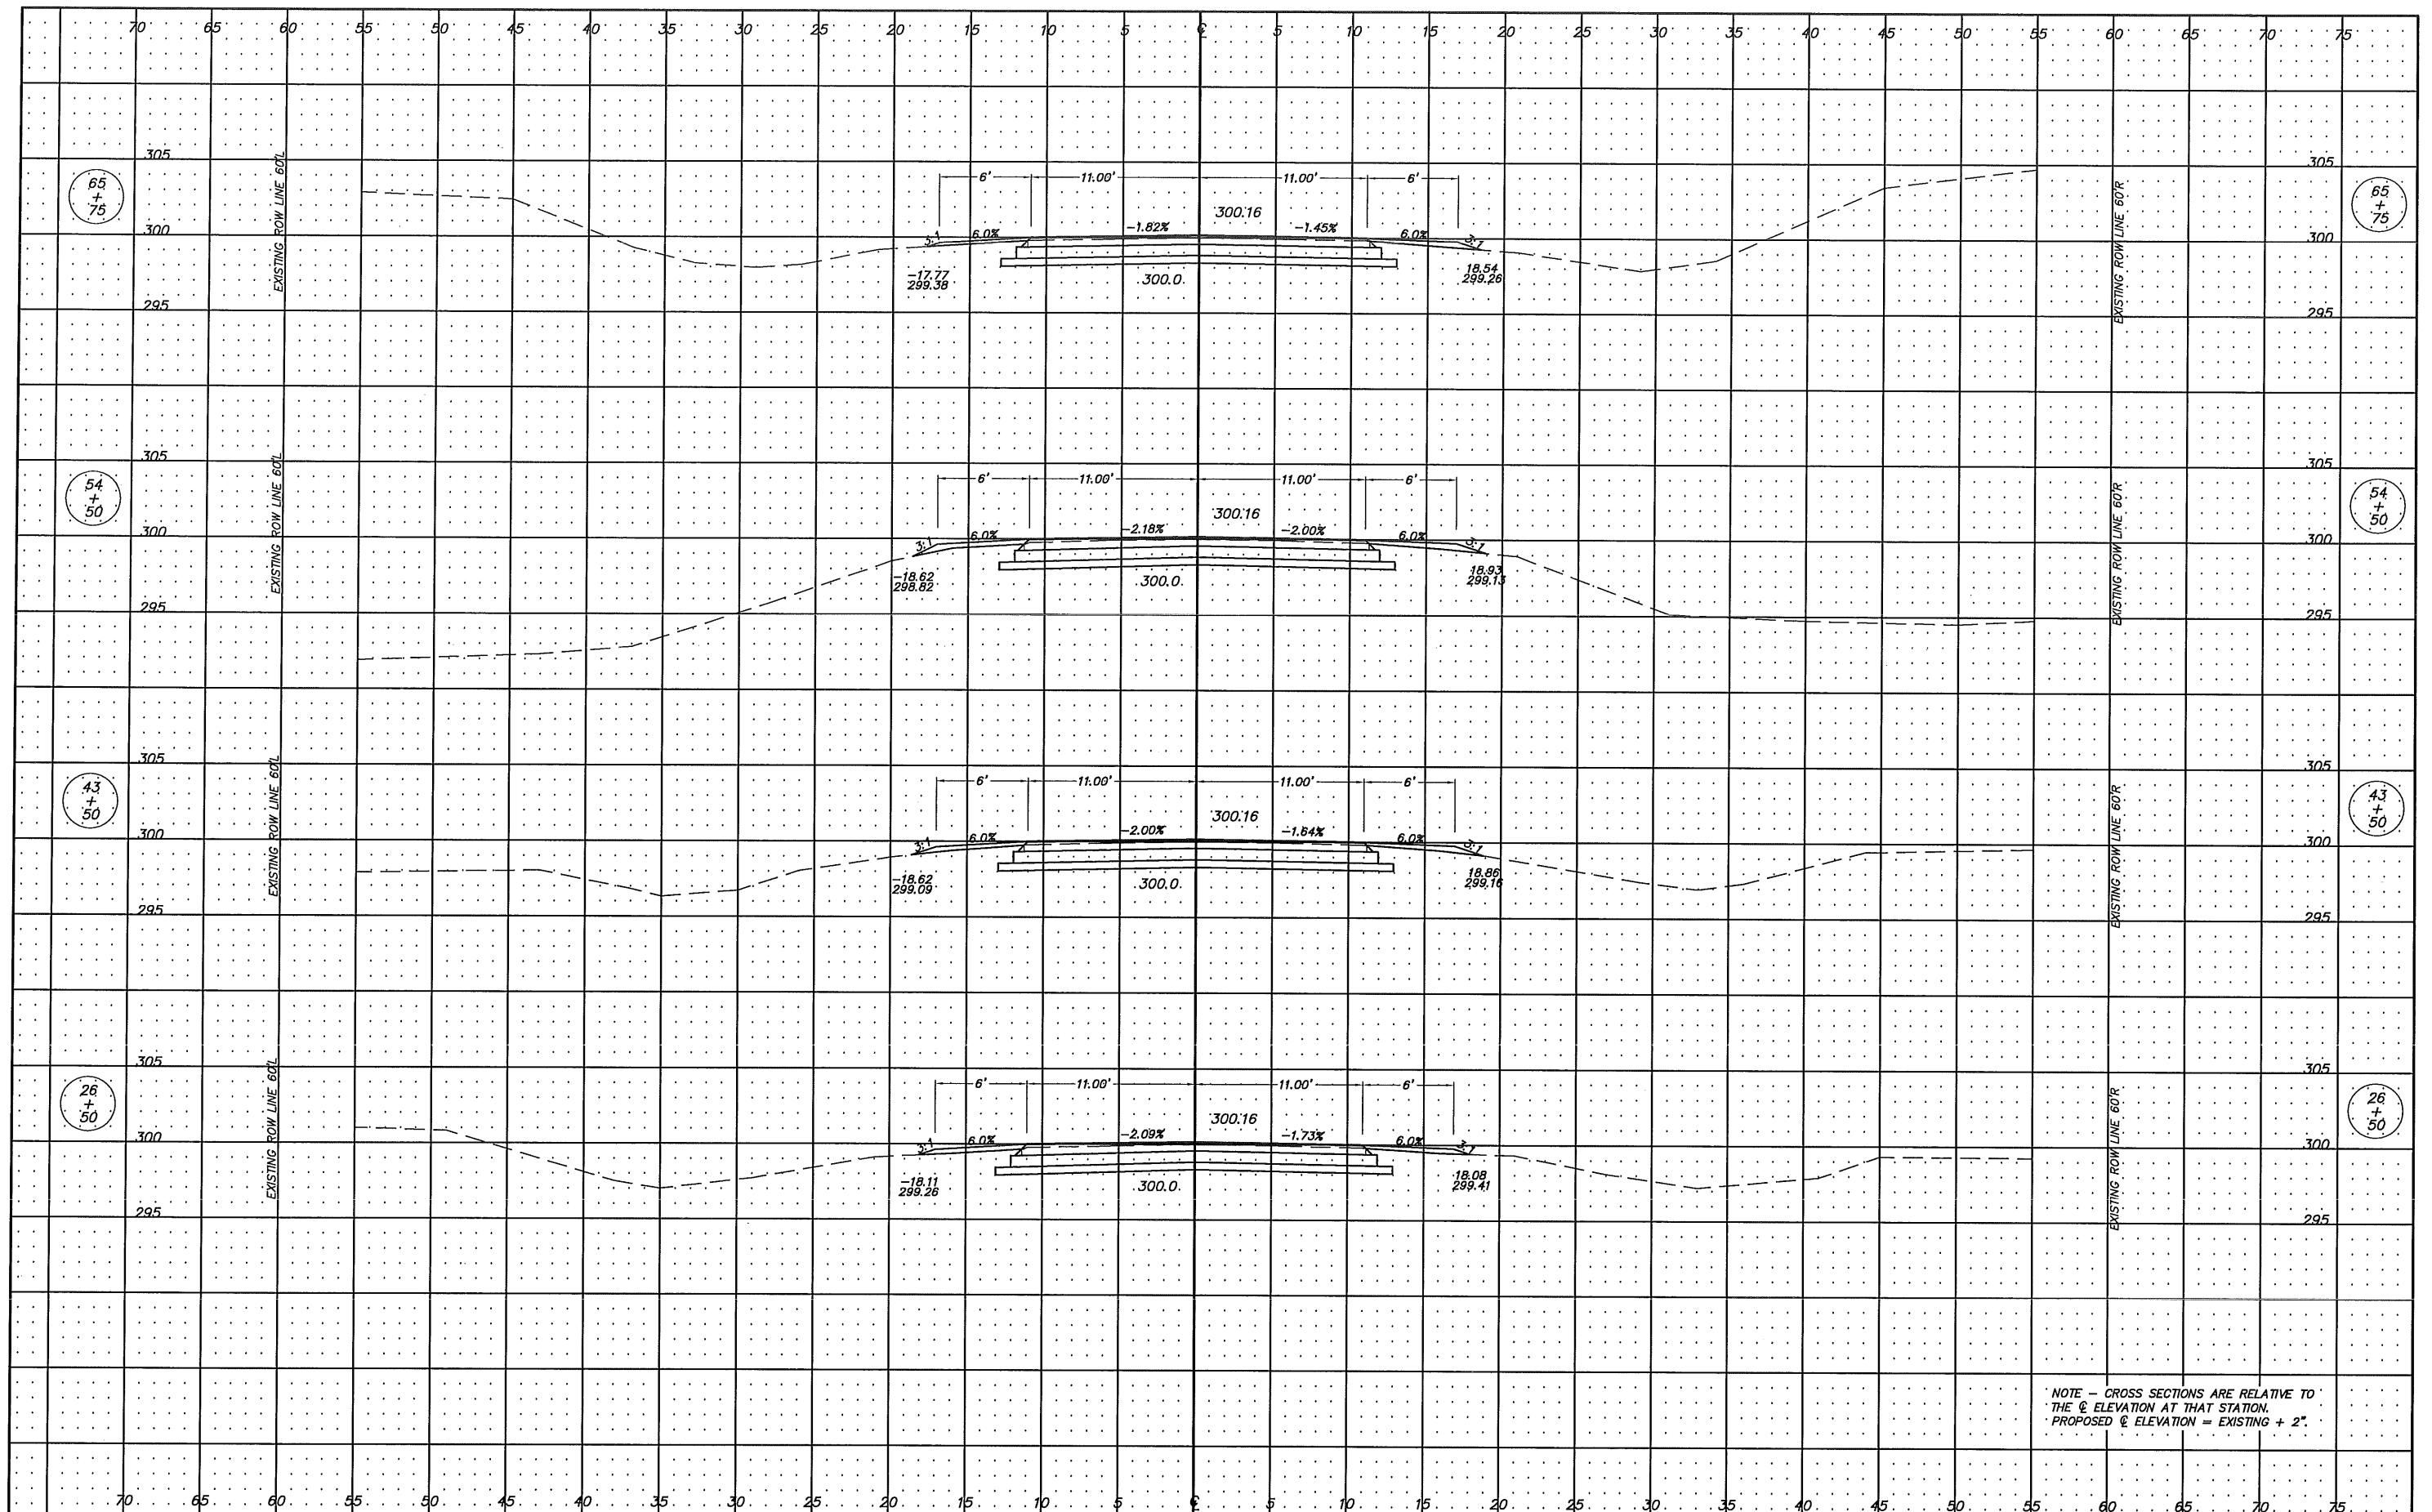 70 65 60 55 50 45 40 35 30 25 20 15 10 5 ℄ 5 10 15 20 25 30 35 40 45 50 55 60 65 70 75
305 305
65 + 75
EXISTING ROW LINE 60'L
6' 11.00' 11.00' 6'
EXISTING ROW LINE 60'R
65 + 75
300.16
300 3:1 6.0% -1.82% -1.45% 6.0% 3:1 300
-17.77
299.38
300.0
18.54
299.26
295 295
305 305
54 + 50
EXISTING ROW LINE 60'L
6' 11.00' 11.00' 6'
EXISTING ROW LINE 60'R
54 + 50
300.16
300 3:1 6.0% -2.18% -2.00% 6.0% 3:1 300
-18.62
298.82
300.0
18.93
299.13
295 295
305 305
43 + 50
EXISTING ROW LINE 60'L
6' 11.00' 11.00' 6'
EXISTING ROW LINE 60'R
43 + 50
300.16
300 3:1 6.0% -2.00% -1.64% 6.0% 3:1 300
-18.62
299.09
300.0
18.86
299.16
295 295
305 305
26 + 50
EXISTING ROW LINE 60'L
6' 11.00' 11.00' 6'
EXISTING ROW LINE 60'R
26 + 50
300.16
300 3:1 6.0% -2.09% -1.73% 6.0% 3:1 300
-18.11
299.26
300.0
18.08
299.41
295 295
NOTE – CROSS SECTIONS ARE RELATIVE TO
THE ℄ ELEVATION AT THAT STATION.
PROPOSED ℄ ELEVATION = EXISTING + 2".
70 65 60 55 50 45 40 35 30 25 20 15 10 5 ℄ 5 10 15 20 25 30 35 40 45 50 55 60 65 70 75